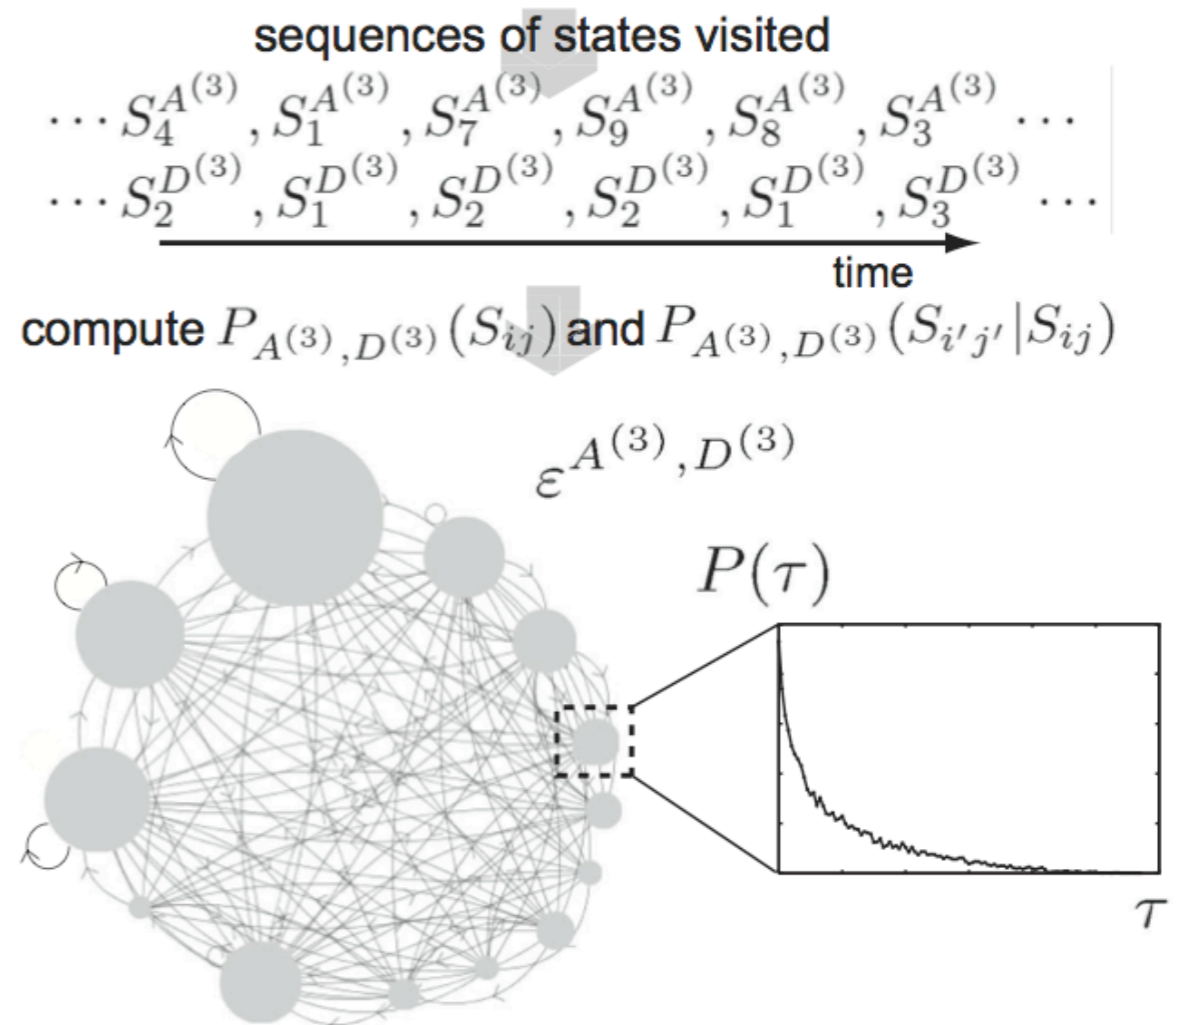 sequences of states visited
⋯ S_4^{A^{(3)}}, S_1^{A^{(3)}}, S_7^{A^{(3)}}, S_9^{A^{(3)}}, S_8^{A^{(3)}}, S_3^{A^{(3)}} ⋯
⋯ S_2^{D^{(3)}}, S_1^{D^{(3)}}, S_2^{D^{(3)}}, S_2^{D^{(3)}}, S_1^{D^{(3)}}, S_3^{D^{(3)}} ⋯
time
compute P_{A^{(3)},D^{(3)}}(S_{ij}) and P_{A^{(3)},D^{(3)}}(S_{i'j'}|S_{ij})
ε^{A^{(3)},D^{(3)}}
P(τ)
τ